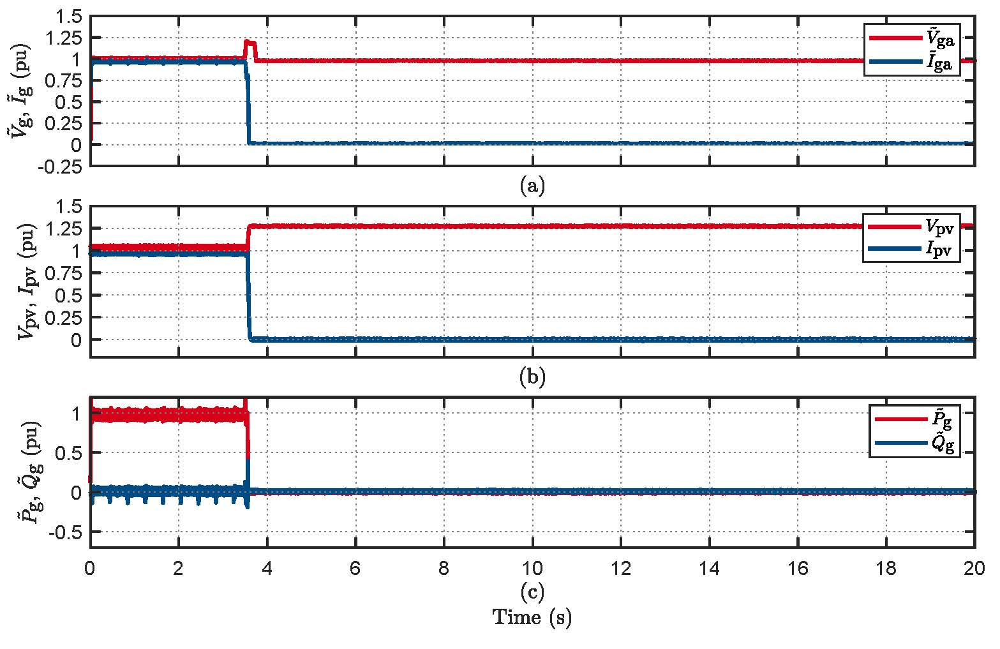 1.5
1.25
1
0.75
0.5
0.25
0
-0.25
Ṽg, Ĩg (pu)
Ṽga
Ĩga
(a)
1.5
1.25
1
0.75
0.5
0.25
0
Vpv, Ipv (pu)
Vpv
Ipv
(b)
1
0.5
0
-0.5
P̃g, Q̃g (pu)
P̃g
Q̃g
0 2 4 6 8 10 12 14 16 18 20
(c)
Time (s)